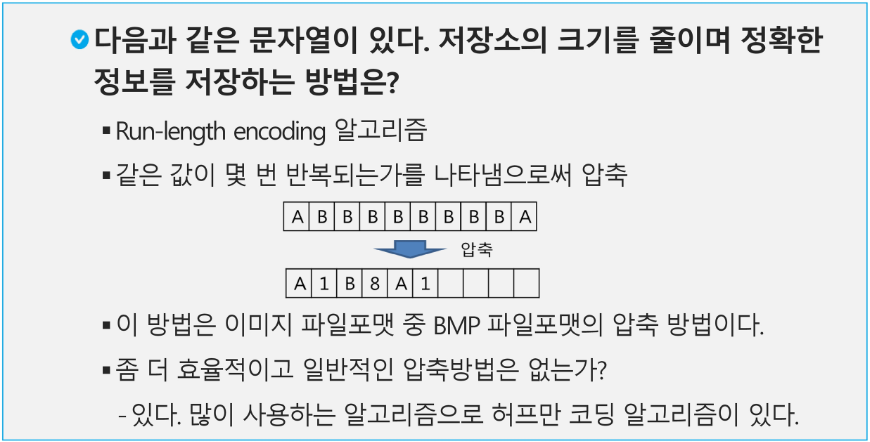 다음과 같은 문자열이 있다. 저장소의 크기를 줄이며 정확한
정보를 저장하는 방법은?
▪ Run-length encoding 알고리즘
▪ 같은 값이 몇 번 반복되는가를 나타냄으로써 압축
A B B B B B B B B A
압축
A 1 B 8 A 1
▪ 이 방법은 이미지 파일포맷 중 BMP 파일포맷의 압축 방법이다.
▪ 좀 더 효율적이고 일반적인 압축방법은 없는가?
- 있다. 많이 사용하는 알고리즘으로 허프만 코딩 알고리즘이 있다.